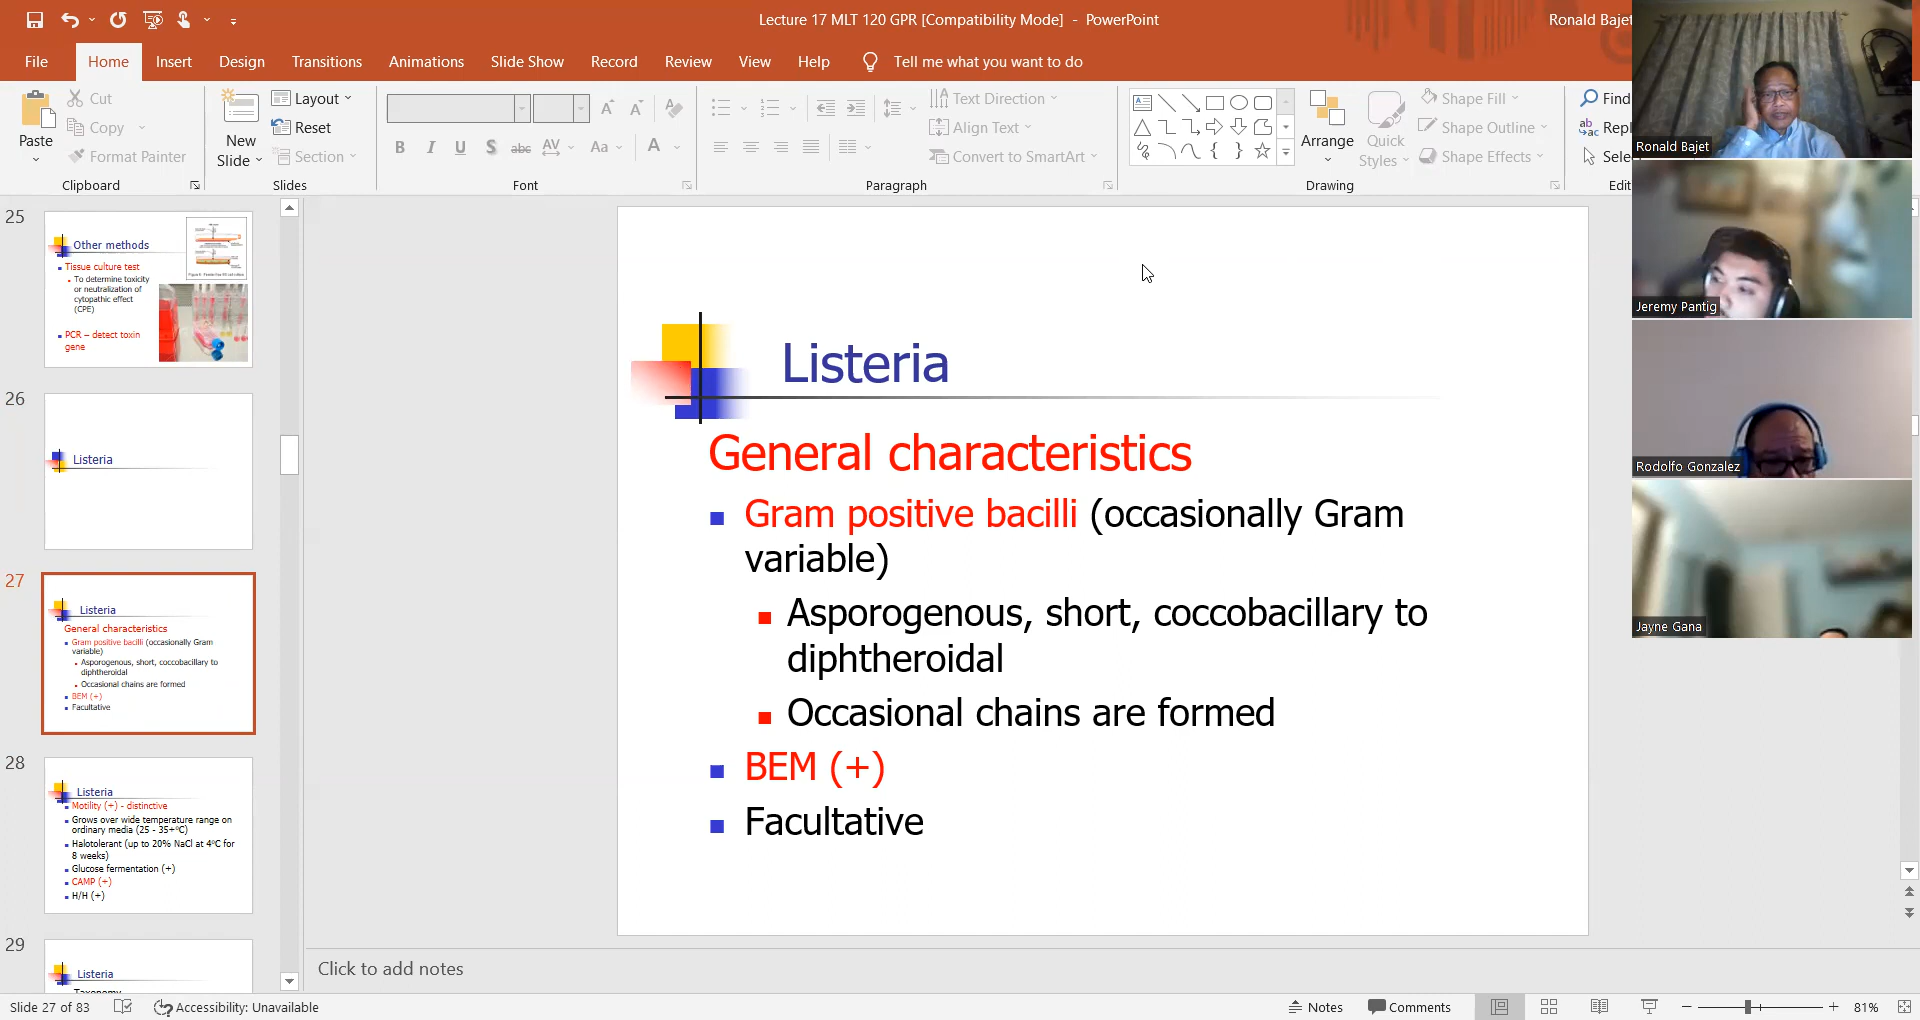 Lecture 17 MLT 120 GPR [Compatibility Mode] - PowerPoint
Ronald Bajet
File Home Insert Design Transitions Animations Slide Show Record Review View Help Tell me what you want to do
Paste
Cut
Copy
Format Painter
Clipboard
New
Slide
Layout
Reset
Section
Slides
B I U S abc AV Aa A
Font
Text Direction
Align Text
Convert to SmartArt
Paragraph
Arrange
Quick
Styles
Shape Fill
Shape Outline
Shape Effects
Drawing
Find
Repl
Sele
Edit
Ronald Bajet
Jeremy Pantig
Rodolfo Gonzalez
Jayne Gana
25
Other methods
Tissue culture test
To determine toxicity
or neutralization of
cytopathic effect
(CPE)
PCR – detect toxin
gene
26
Listeria
27
Listeria
General characteristics
Gram positive bacilli (occasionally Gram
variable)
Asporogenous, short, coccobacillary to
diphtheroidal
Occasional chains are formed
BEM (+)
Facultative
28
Listeria
Motility (+) - distinctive
Grows over wide temperature range on
ordinary media (25 - 35+°C)
Halotolerant (up to 20% NaCl at 4°C for
8 weeks)
Glucose fermentation (+)
CAMP (+)
H/H (+)
29
Listeria
Taxonomy
Listeria
General characteristics
Gram positive bacilli (occasionally Gram
variable)
Asporogenous, short, coccobacillary to
diphtheroidal
Occasional chains are formed
BEM (+)
Facultative
Click to add notes
Slide 27 of 83
Accessibility: Unavailable
Notes
Comments
81%